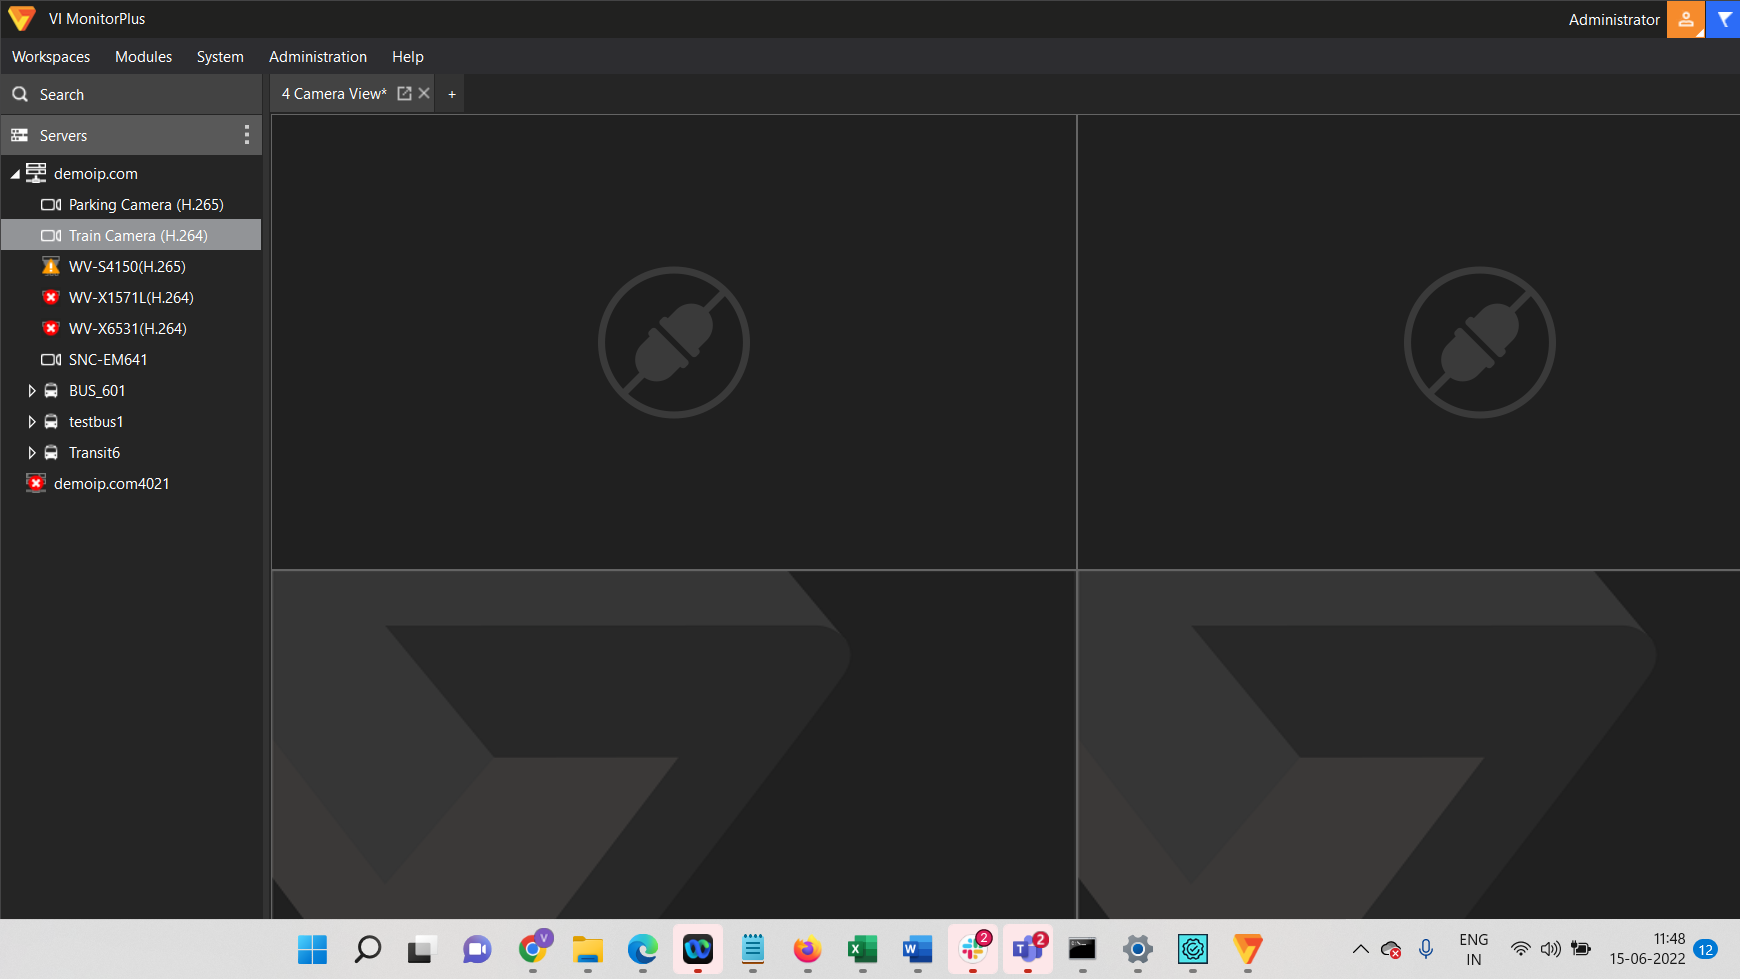 VI MonitorPlus
Administrator
Workspaces Modules System Administration Help
Search
4 Camera View* +
Servers
demoip.com
Parking Camera (H.265)
Train Camera (H.264)
WV-S4150(H.265)
WV-X1571L(H.264)
WV-X6531(H.264)
SNC-EM641
BUS_601
testbus1
Transit6
demoip.com4021
V
2
2
ENG
IN
11:48
15-06-2022
12